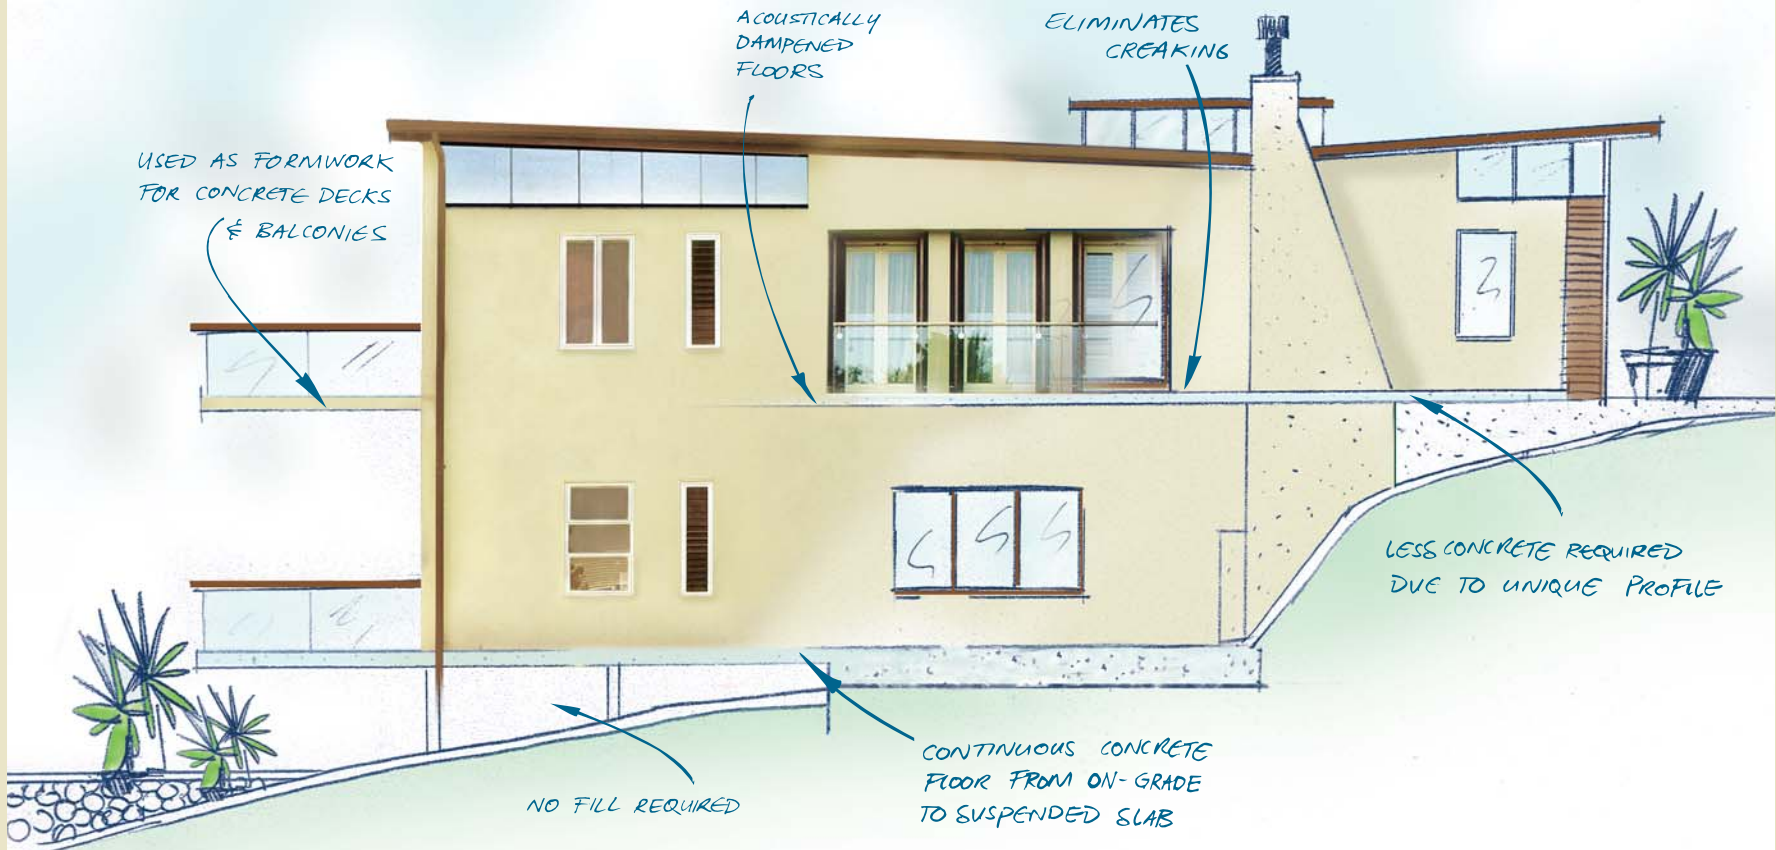 ACOUSTICALLY
DAMPENED
FLOORS
ELIMINATES
CREAKING
USED AS FORMWORK
FOR CONCRETE DECKS
& BALCONIES
LESS CONCRETE REQUIRED
DUE TO UNIQUE PROFILE
CONTINUOUS CONCRETE
FLOOR FROM ON-GRADE
TO SUSPENDED SLAB
NO FILL REQUIRED